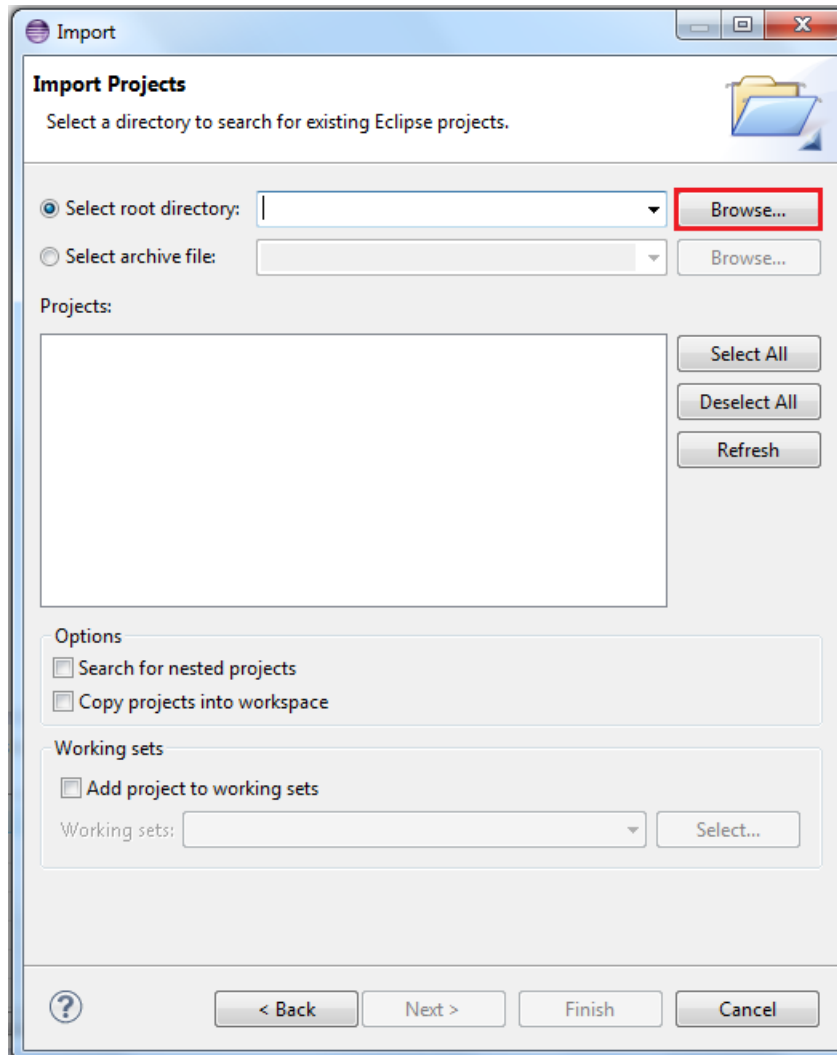 Import
Import Projects
Select a directory to search for existing Eclipse projects.
Select root directory: Browse...
Select archive file: Browse...
Projects:
Select All
Deselect All
Refresh
Options
Search for nested projects
Copy projects into workspace
Working sets
Add project to working sets
Working sets: Select...
? < Back Next > Finish Cancel